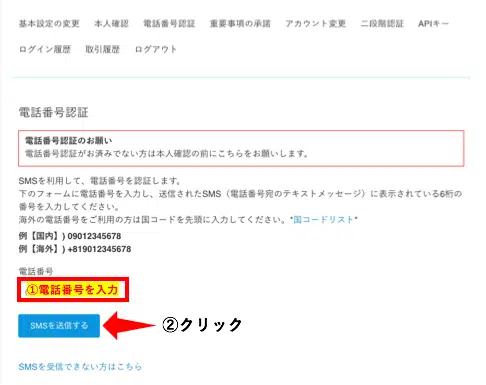 基本設定の変更 本人確認 電話番号認証 重要事項の承諾 アカウント変更 二段階認証 APIキー
ログイン履歴 取引履歴 ログアウト
電話番号認証
電話番号認証のお願い
電話番号認証がお済みでない方は本人確認の前にこちらをお願いします。
SMSを利用して、電話番号を認証します。
下のフォームに電話番号を入力し、送信されたSMS（電話番号宛のテキストメッセージ）に表示されている6桁の
番号を入力してください。
海外の電話番号をご利用の方は国コードを先頭に入力してください。*国コードリスト*
例【国内】) 09012345678
例【海外】) +819012345678
電話番号
①電話番号を入力
SMSを送信する ②クリック
SMSを受信できない方はこちら